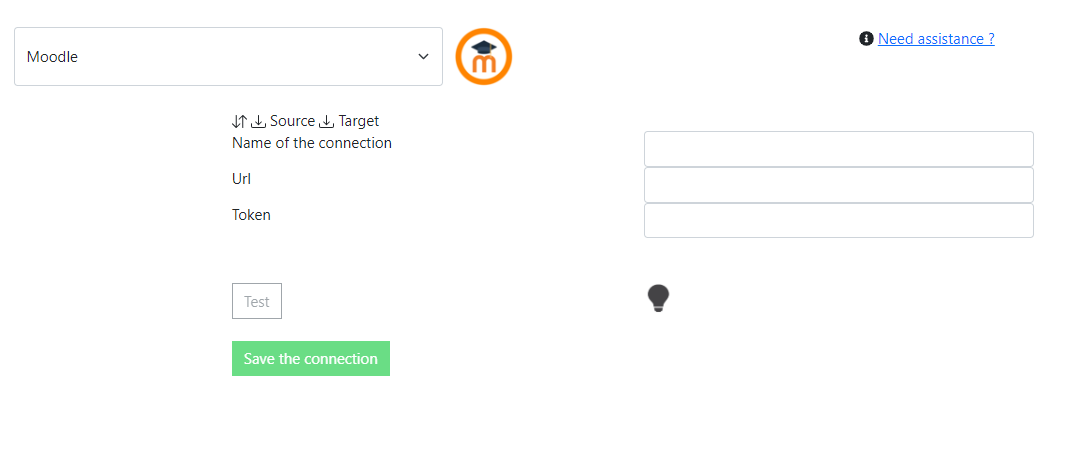 Moodle
Need assistance ?
Source Target
Name of the connection
Url
Token
Test
Save the connection